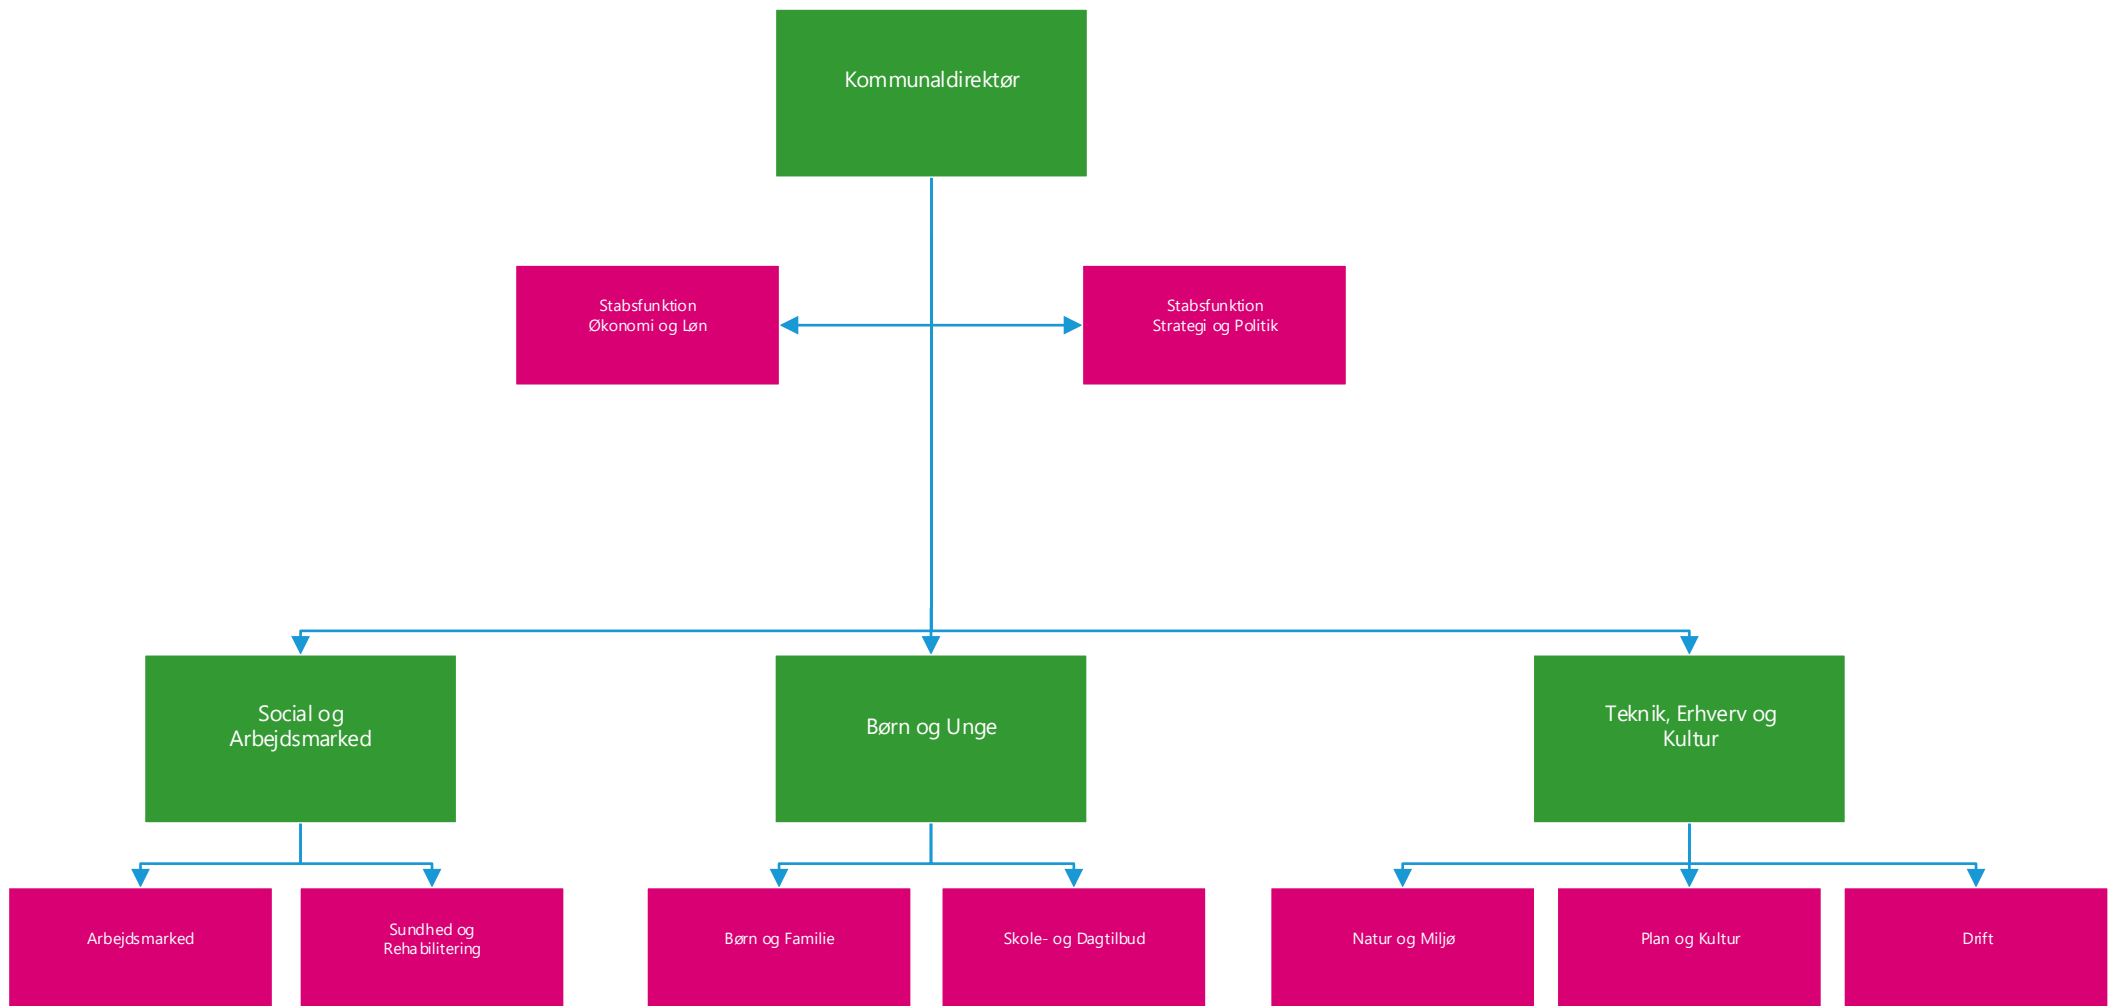 Kommunaldirektør
Stabsfunktion
Økonomi og Løn
Stabsfunktion
Strategi og Politik
Social og
Arbejdsmarked
Børn og Unge
Teknik, Erhverv og
Kultur
Arbejdsmarked
Sundhed og
Rehabilitering
Børn og Familie
Skole- og Dagtilbud
Natur og Miljø
Plan og Kultur
Drift